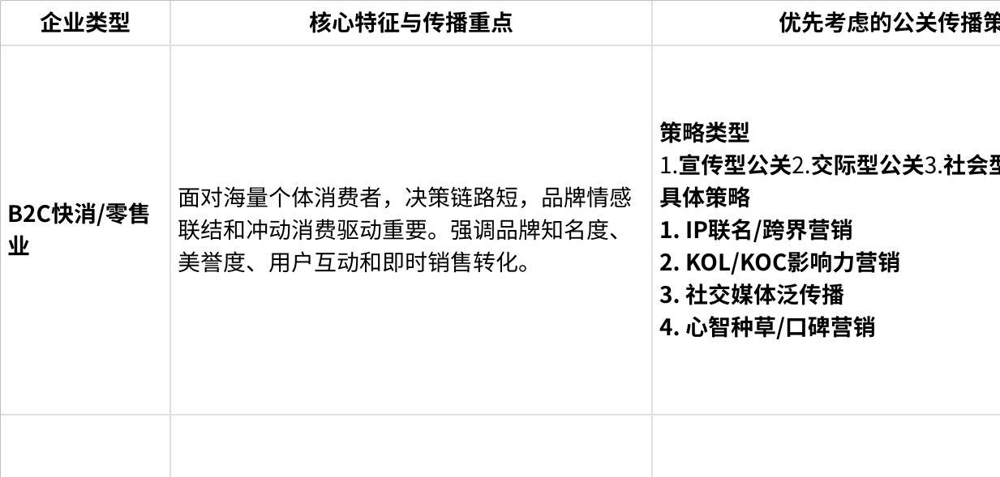 企业类型
核心特征与传播重点
优先考虑的公关传播策
B2C快消/零售
业
面对海量个体消费者，决策链路短，品牌情感
联结和冲动消费驱动重要。强调品牌知名度、
美誉度、用户互动和即时销售转化。
策略类型
1.宣传型公关2.交际型公关3.社会型
具体策略
1. IP联名/跨界营销
2. KOL/KOC影响力营销
3. 社交媒体泛传播
4. 心智种草/口碑营销